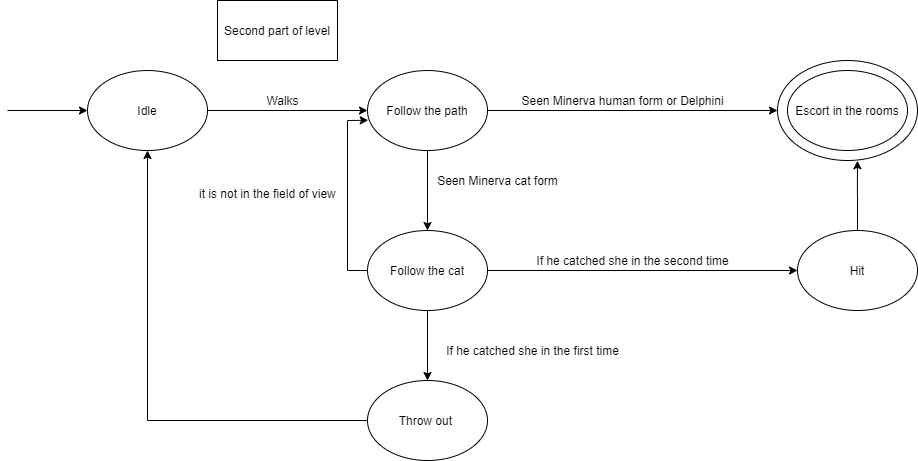 Second part of level
Idle
Walks
Follow the path
Seen Minerva human form or Delphini
Escort in the rooms
Seen Minerva cat form
it is not in the field of view
Follow the cat
If he catched she in the second time
Hit
If he catched she in the first time
Throw out